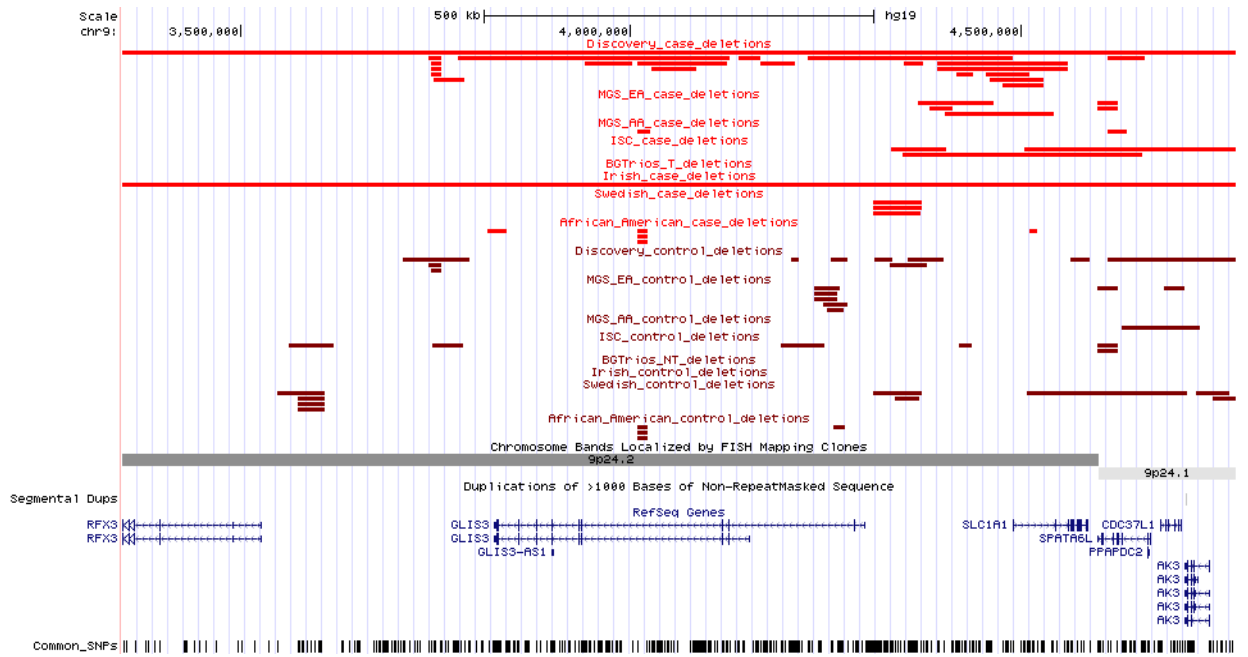 Scale 500 kb hg19
chr9: 3,500,000 4,000,000 4,500,000
Discovery_case_deletions
MGS_EA_case_deletions
MGS_AA_case_deletions
ISC_case_deletions
BGTrios_T_deletions
Irish_case_deletions
Swedish_case_deletions
African_American_case_deletions
Discovery_control_deletions
MGS_EA_control_deletions
MGS_AA_control_deletions
ISC_control_deletions
BGTrios_NT_deletions
Irish_control_deletions
Swedish_control_deletions
African_American_control_deletions
Chromosome Bands Localized by FISH Mapping Clones
9p24.2
9p24.1
Duplications of >1000 Bases of Non-RepeatMasked Sequence
Segmental Dups
RefSeq Genes
RFX3 GLIS3 SLC1A1 CDC37L1
RFX3 GLIS3 SPATA6L
GLIS3-AS1 PPAPDC2
AK3
AK3
AK3
AK3
AK3
Common_SNPs